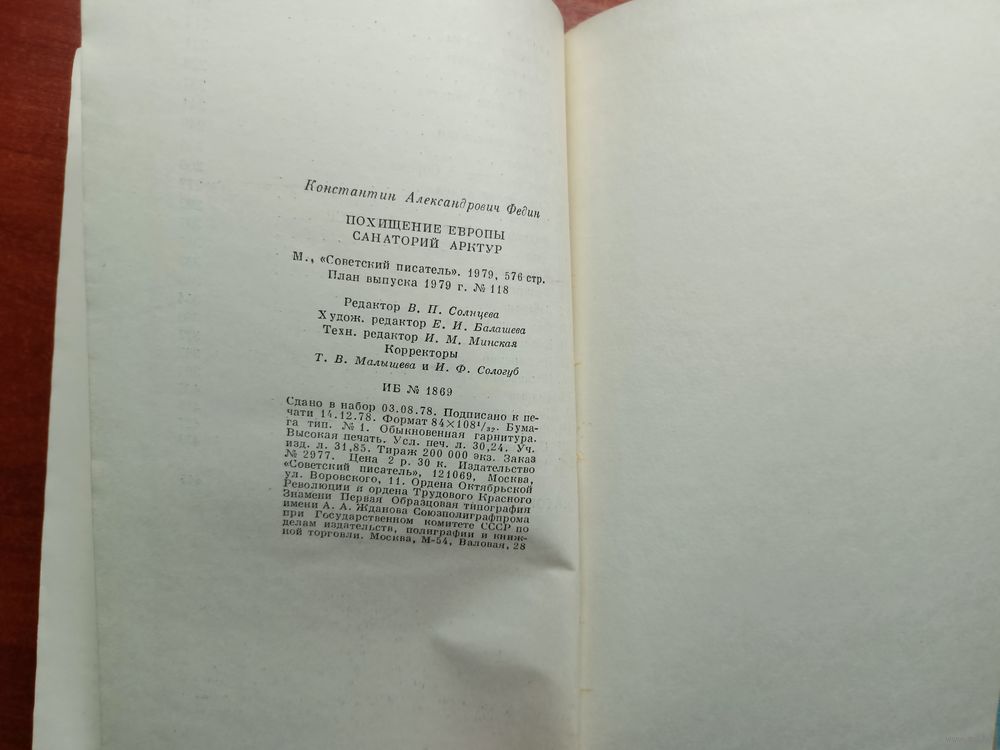 Константин Александрович Федин
ПОХИЩЕНИЕ ЕВРОПЫ
САНАТОРИЙ АРКТУР
М., «Советский писатель». 1979, 576 стр.
План выпуска 1979 г. № 118
Редактор В. П. Солнцева
Худож. редактор Е. И. Балашева
Техн. редактор И. М. Минская
Корректоры
Т. В. Малышева и И. Ф. Сологуб
ИБ № 1869
Сдано в набор 03.08.78. Подписано к пе-
чати 14.12.78. Формат 84×108¹/₃₂. Бума-
га тип. № 1. Обыкновенная гарнитура.
Высокая печать. Усл. печ. л. 30,24. Уч.
изд. л. 31,85. Тираж 200 000 экз. Заказ
№ 2977. Цена 2 р. 30 к. Издательство
«Советский писатель», 121069, Москва,
ул. Воровского, 11. Ордена Октябрьской
Революции и ордена Трудового Красного
Знамени Первая Образцовая типография
имени А. А. Жданова Союзполиграфпрома
при Государственном комитете СССР по
делам издательств, полиграфии и книж-
ной торговли. Москва, М-54, Валовая, 28